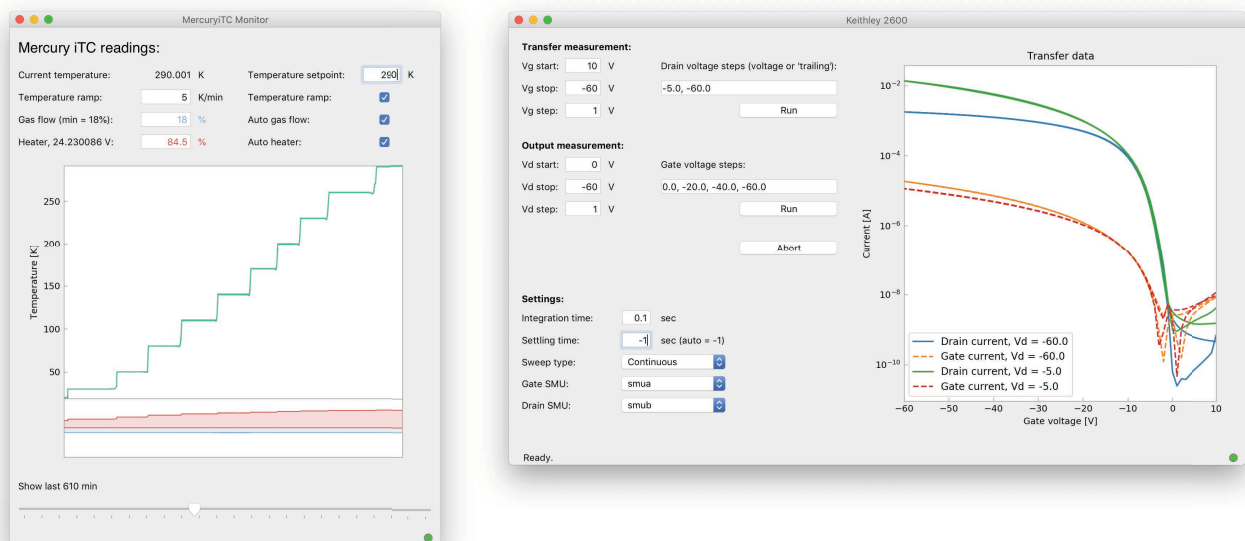 MercuryiTC Monitor
Mercury iTC readings:
Current temperature: 290.001 K Temperature setpoint: 290 K
Temperature ramp: 5 K/min Temperature ramp:
Gas flow (min = 18%): 18 % Auto gas flow:
Heater, 24.230086 V: 84.5 % Auto heater:
Temperature [K]
250
200
150
100
50
Show last 610 min
Keithley 2600
Transfer measurement:
Vg start: 10 V Drain voltage steps (voltage or 'trailing'):
Vg stop: -60 V -5.0, -60.0
Vg step: 1 V Run
Output measurement:
Vd start: 0 V Gate voltage steps:
Vd stop: -60 V 0.0, -20.0, -40.0, -60.0
Vd step: 1 V Run
Abort
Settings:
Integration time: 0.1 sec
Settling time: -1 sec (auto = -1)
Sweep type: Continuous
Gate SMU: smua
Drain SMU: smub
Ready.
Transfer data
Current [A]
10⁻²
10⁻⁴
10⁻⁶
10⁻⁸
10⁻¹⁰
Drain current, Vd = -60.0
Gate current, Vd = -60.0
Drain current, Vd = -5.0
Gate current, Vd = -5.0
−60 −50 −40 −30 −20 −10 0 10
Gate voltage [V]